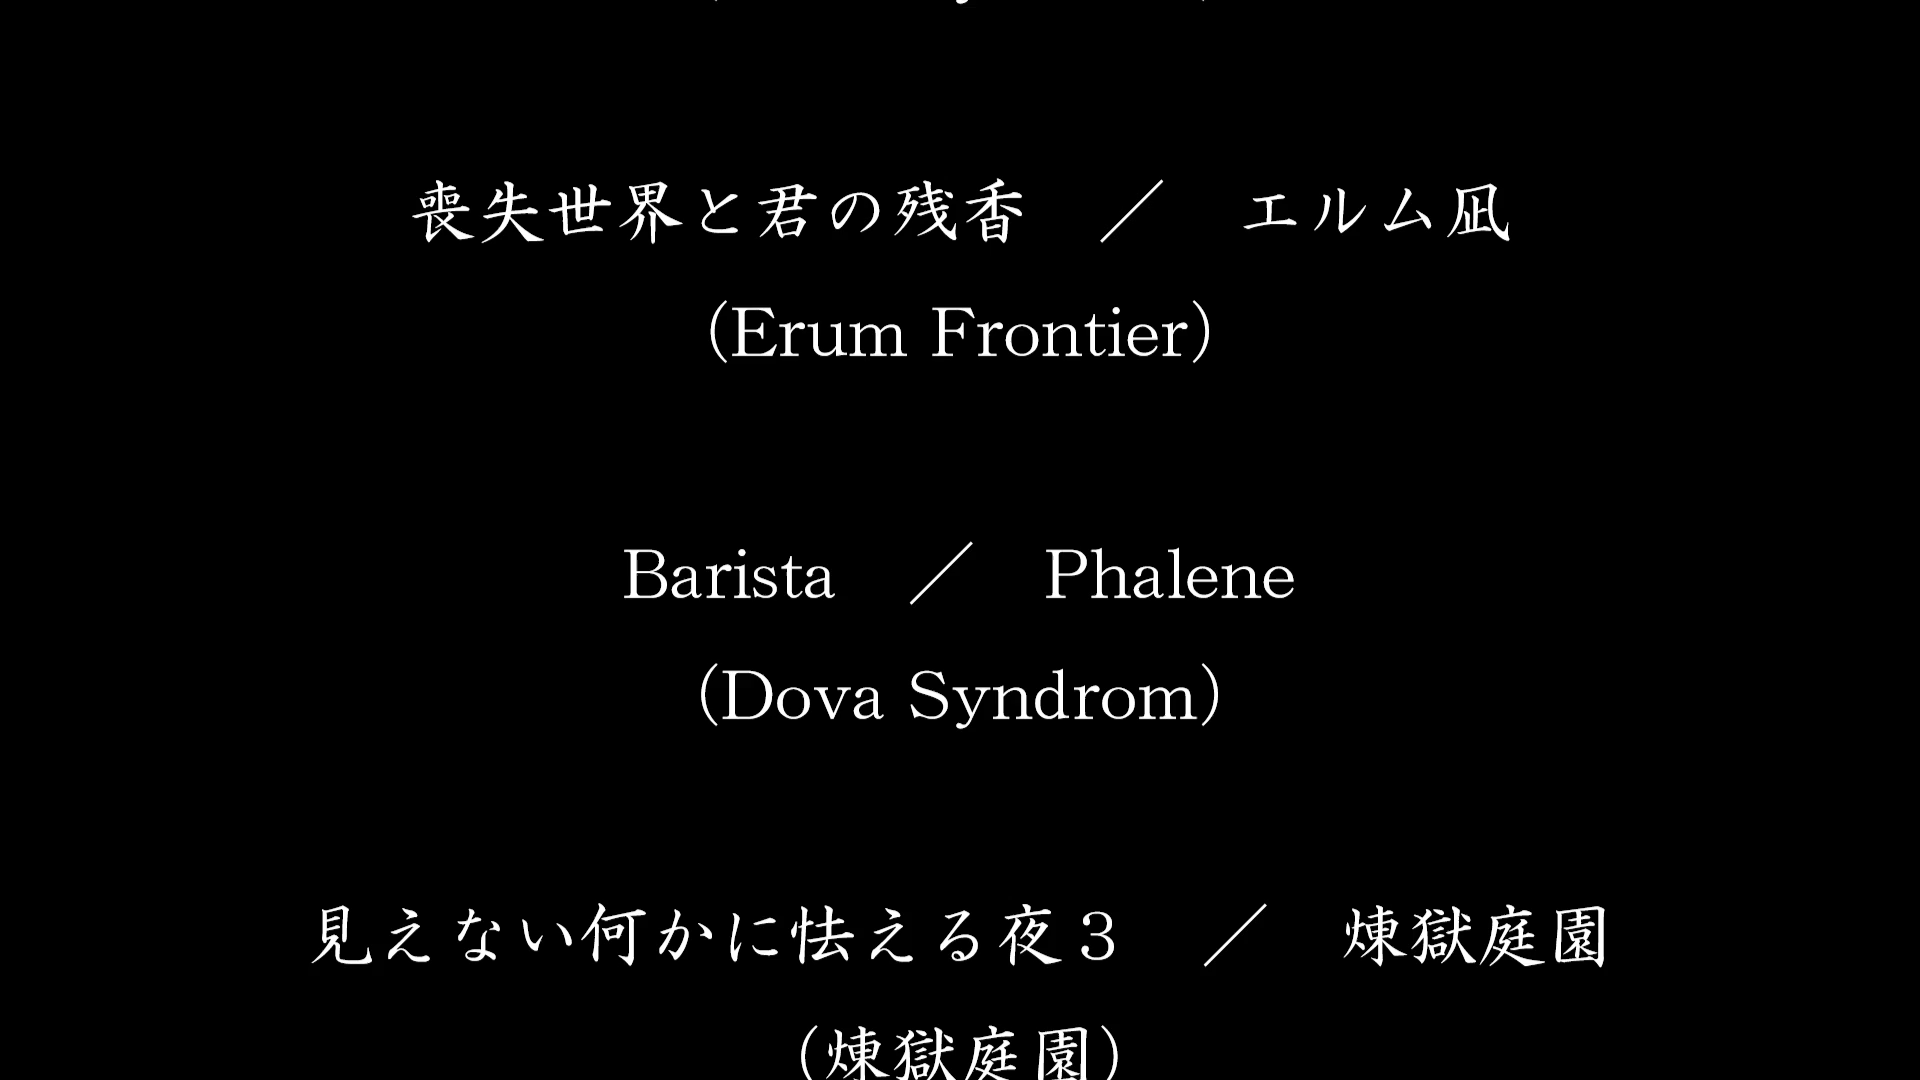 喪失世界と君の残香　／　エルム凪
（Erum Frontier）
Barista　／　Phalene
（Dova Syndrom）
見えない何かに怯える夜３　／　煉獄庭園
（煉獄庭園）